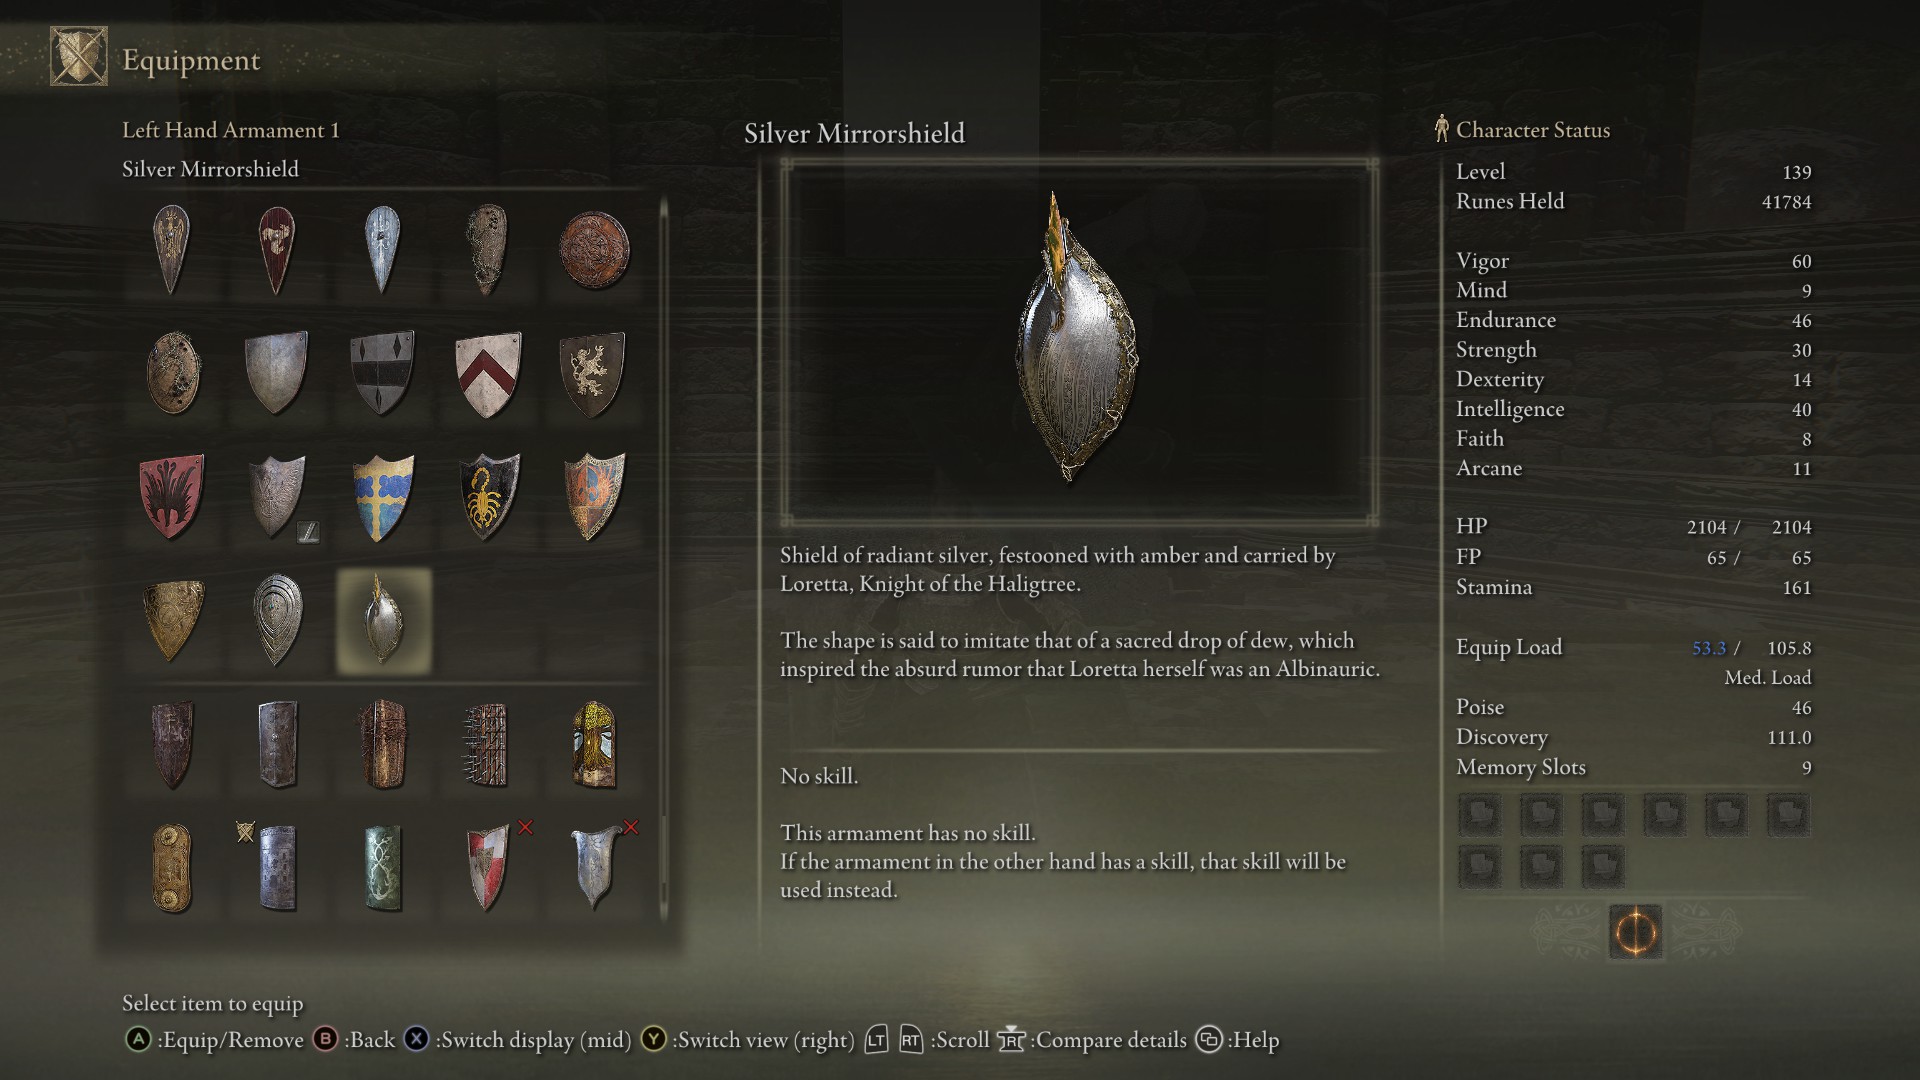 Equipment
Left Hand Armament 1
Silver Mirrorshield
Silver Mirrorshield
Shield of radiant silver, festooned with amber and carried by
Loretta, Knight of the Haligtree.
The shape is said to imitate that of a sacred drop of dew, which
inspired the absurd rumor that Loretta herself was an Albinauric.
No skill.
This armament has no skill.
If the armament in the other hand has a skill, that skill will be
used instead.
Character Status
Level 139
Runes Held 41784
Vigor 60
Mind 9
Endurance 46
Strength 30
Dexterity 14
Intelligence 40
Faith 8
Arcane 11
HP 2104 / 2104
FP 65 / 65
Stamina 161
Equip Load 53.3 / 105.8
Med. Load
Poise 46
Discovery 111.0
Memory Slots 9
Select item to equip
A :Equip/Remove B :Back X :Switch display (mid) Y :Switch view (right) LT RT :Scroll R :Compare details :Help